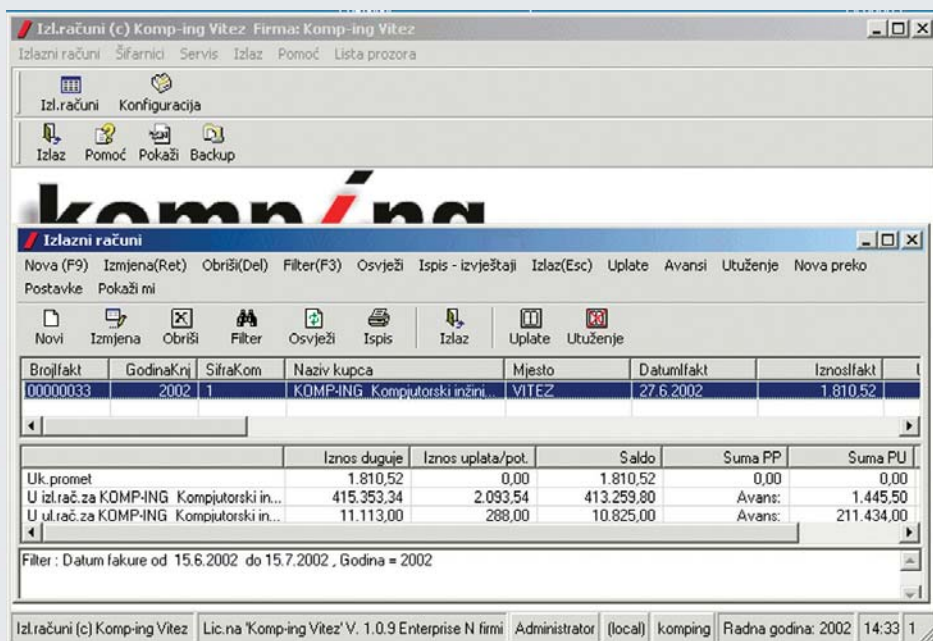 Izl.računi (c) Komp-ing Vitez Firma: Komp-ing Vitez
Izlazni računi Šifarnici Servis Izlaz Pomoć Lista prozora
Izl.računi Konfiguracija
Izlaz Pomoć Pokaži Backup
komping
Izlazni računi
Nova (F9) Izmjena(Ret) Obriši(Del) Filter(F3) Osvježi Ispis - izvještaji Izlaz(Esc) Uplate Avansi Utuženje Nova preko
Postavke Pokaži mi
Novi Izmjena Obriši Filter Osvježi Ispis Izlaz Uplate Utuženje
BrojIfakt GodinaKnj SifraKom Naziv kupca Mjesto DatumIfakt IznosIfakt
00000033 2002 1 KOMP-ING Kompjutorski inžinj... VITEZ 27.6.2002 1.810,52
Iznos duguje Iznos uplata/pot. Saldo Suma PP Suma PU
Uk.promet 1.810,52 0,00 1.810,52 0,00 0,00
U izl.rač.za KOMP-ING Kompjutorski in... 415.353,34 2.093,54 413.259,80 Avans: 1.445,50
U ul.rač.za KOMP-ING Kompjutorski in... 11.113,00 288,00 10.825,00 Avans: 211.434,00
Filter : Datum fakure od 15.6.2002 do 15.7.2002 , Godina = 2002
Izl.računi (c) Komp-ing Vitez Lic.na 'Komp-ing Vitez' V. 1.0.9 Enterprise N firmi Administrator (local) komping Radna godina: 2002 14:33 1